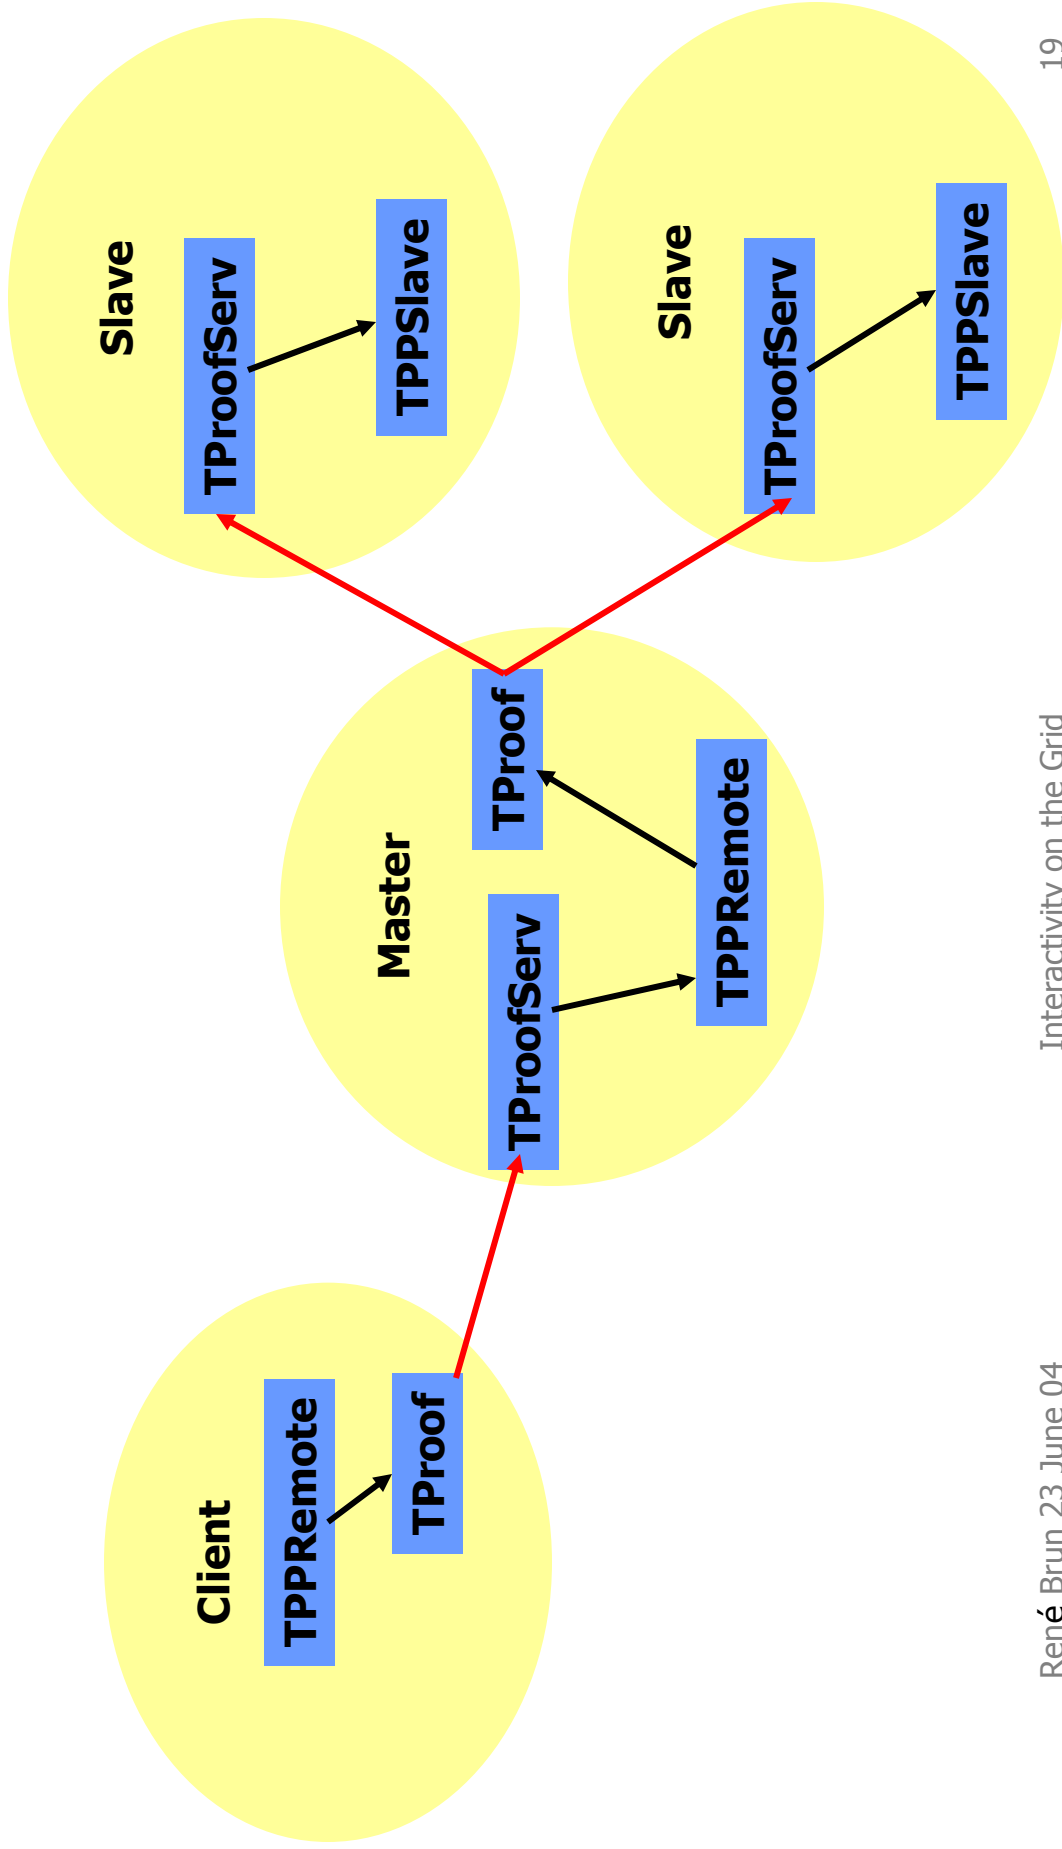 Client
TPPRemote
TProof
Master
TProofServ
TProof
TPPRemote
Slave
TProofServ
TPPSlave
Slave
TProofServ
TPPSlave
René Brun 23 June 04
Interactivity on the Grid
19